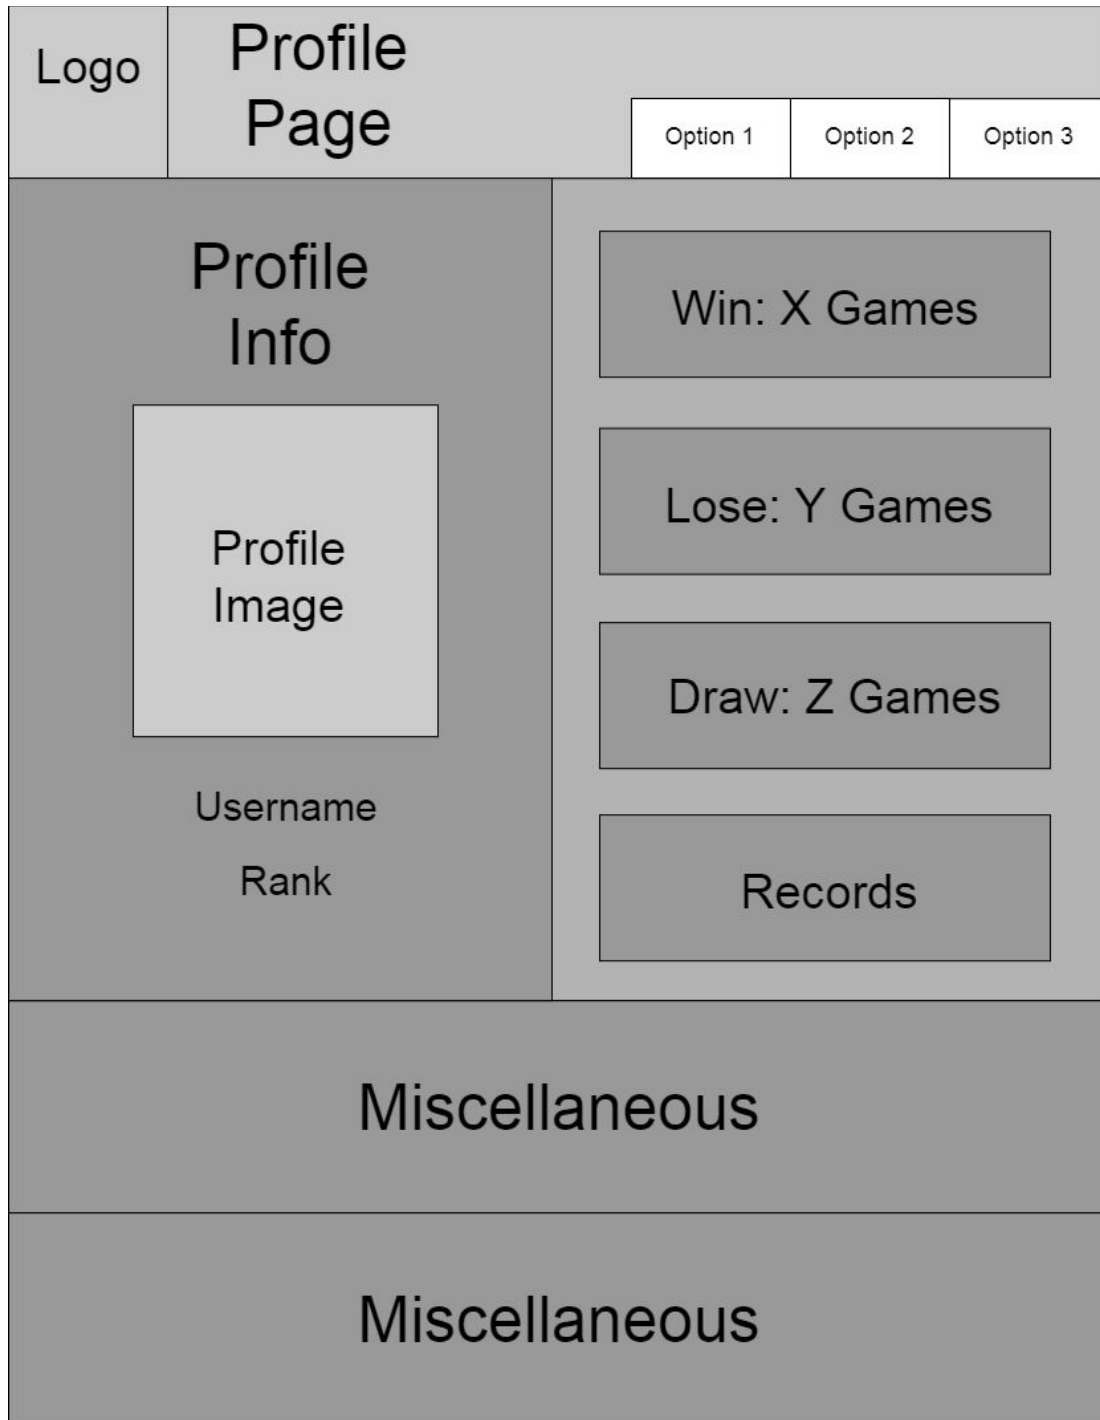 Logo
Profile
Page
Option 1
Option 2
Option 3
Profile
Info
Profile
Image
Username
Rank
Win: X Games
Lose: Y Games
Draw: Z Games
Records
Miscellaneous
Miscellaneous